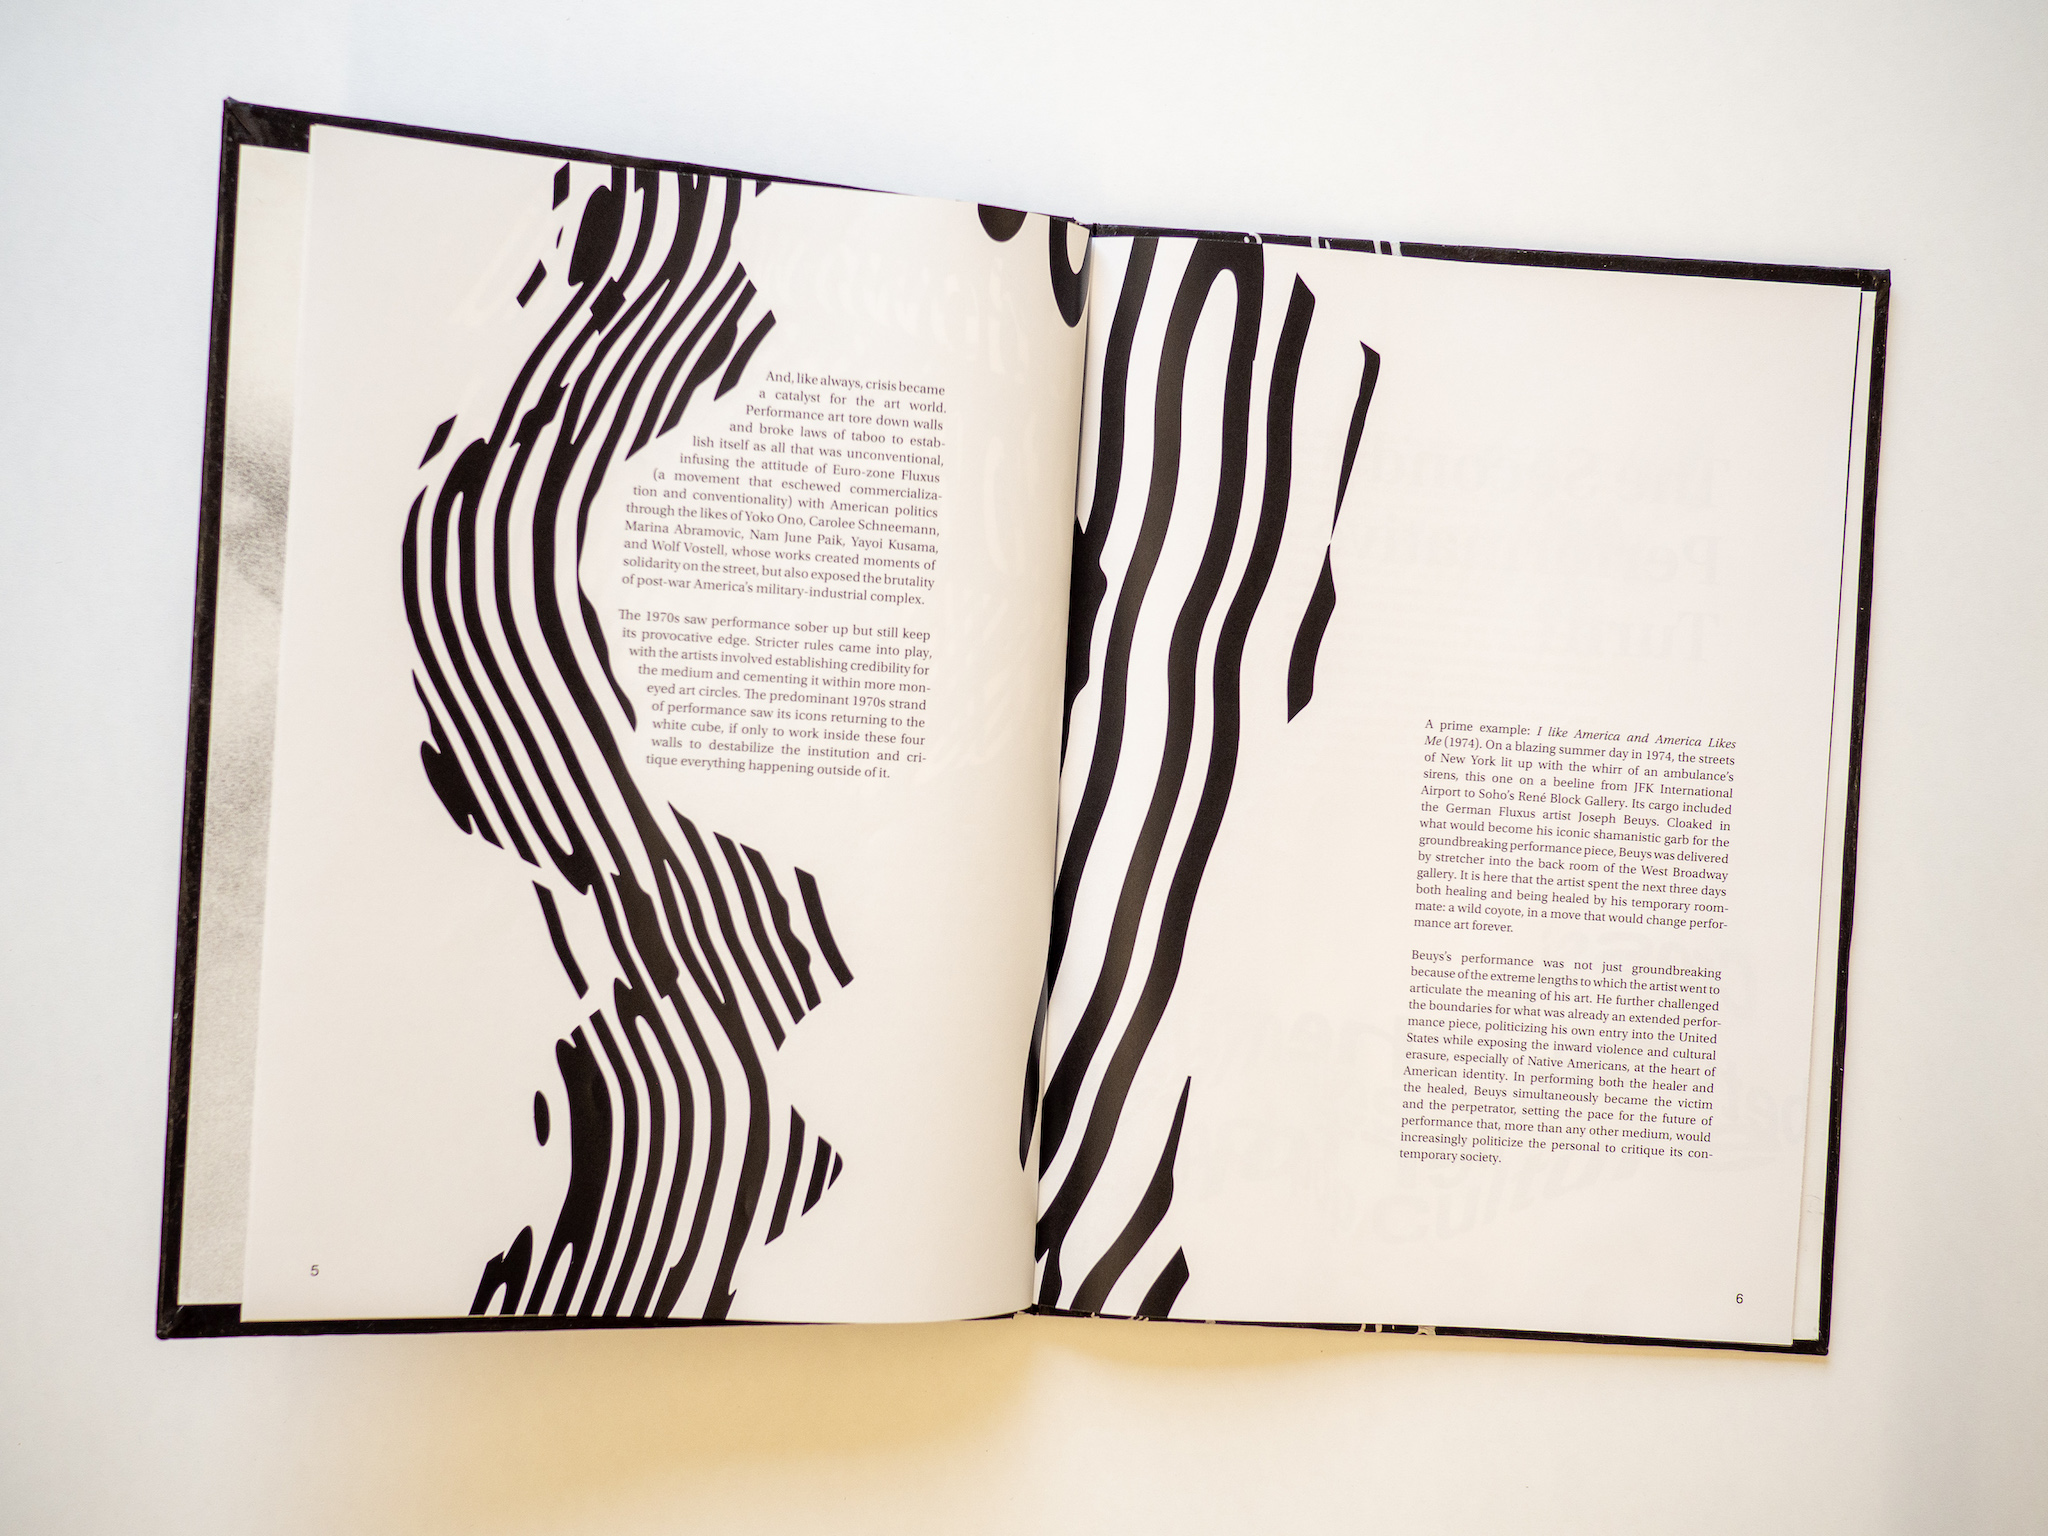 And, like always, crisis became
a catalyst for the art world.
Performance art tore down walls
and broke laws of taboo to estab-
lish itself as all that was unconventional,
infusing the attitude of Euro-zone Fluxus
(a movement that eschewed commercializa-
tion and conventionality) with American politics
through the likes of Yoko Ono, Carolee Schneemann,
Marina Abramovic, Nam June Paik, Yayoi Kusama,
and Wolf Vostell, whose works created moments of
solidarity on the street, but also exposed the brutality
of post-war America's military-industrial complex.
The 1970s saw performance sober up but still keep
its provocative edge. Stricter rules came into play,
with the artists involved establishing credibility for
the medium and cementing it within more mon-
eyed art circles. The predominant 1970s strand
of performance saw its icons returning to the
white cube, if only to work inside these four
walls to destabilize the institution and cri-
tique everything happening outside of it.
5
A prime example: I like America and America Likes
Me (1974). On a blazing summer day in 1974, the streets
of New York lit up with the whirr of an ambulance's
sirens, this one on a beeline from JFK International
Airport to Soho's René Block Gallery. Its cargo included
the German Fluxus artist Joseph Beuys. Cloaked in
what would become his iconic shamanistic garb for the
groundbreaking performance piece, Beuys was delivered
by stretcher into the back room of the West Broadway
gallery. It is here that the artist spent the next three days
both healing and being healed by his temporary room-
mate: a wild coyote, in a move that would change perfor-
mance art forever.
Beuys's performance was not just groundbreaking
because of the extreme lengths to which the artist went to
articulate the meaning of his art. He further challenged
the boundaries for what was already an extended perfor-
mance piece, politicizing his own entry into the United
States while exposing the inward violence and cultural
erasure, especially of Native Americans, at the heart of
American identity. In performing both the healer and
the healed, Beuys simultaneously became the victim
and the perpetrator, setting the pace for the future of
performance that, more than any other medium, would
increasingly politicize the personal to critique its con-
temporary society.
6